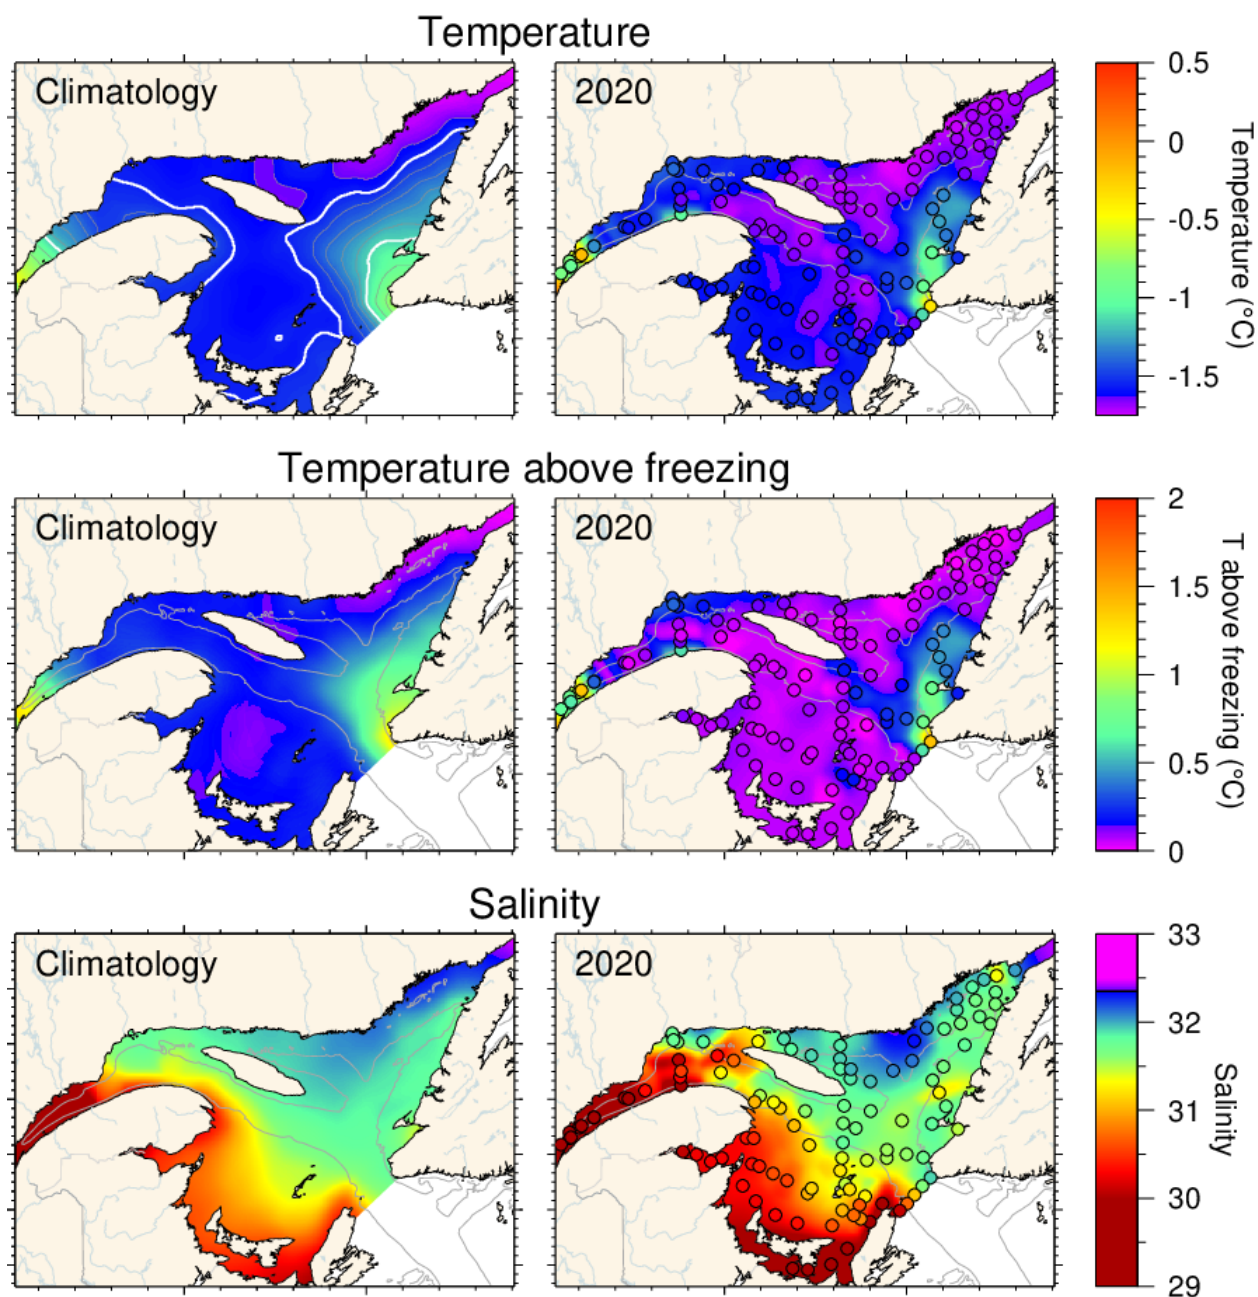 Temperature
Climatology
2020
0.5
0
-0.5
-1
-1.5
Temperature (°C)
Temperature above freezing
Climatology
2020
2
1.5
1
0.5
0
T above freezing (°C)
Salinity
Climatology
2020
33
32
31
30
29
Salinity